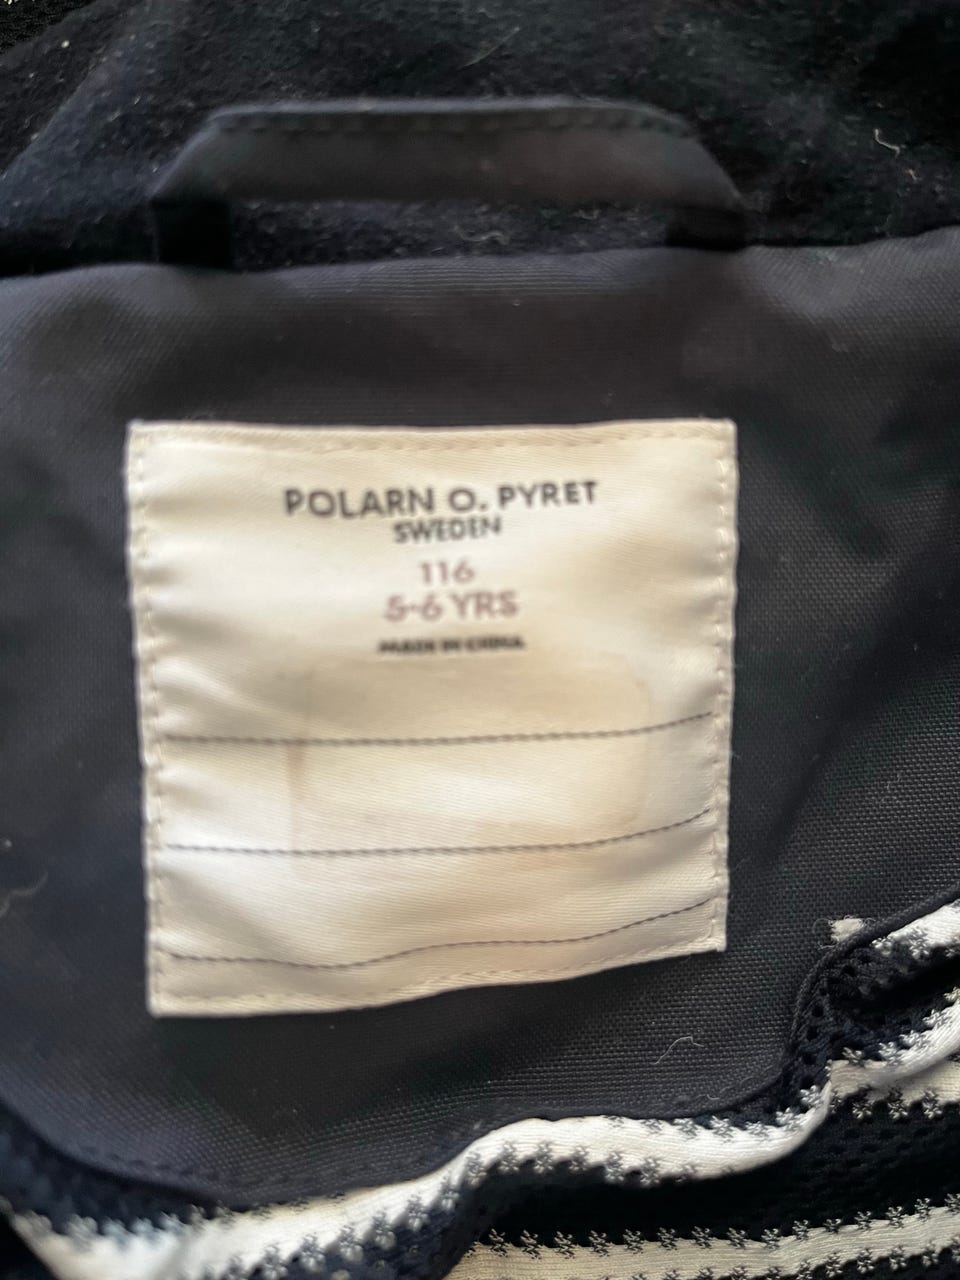 POLARN O. PYRET
SWEDEN
116
5-6 YRS
MADE IN CHINA